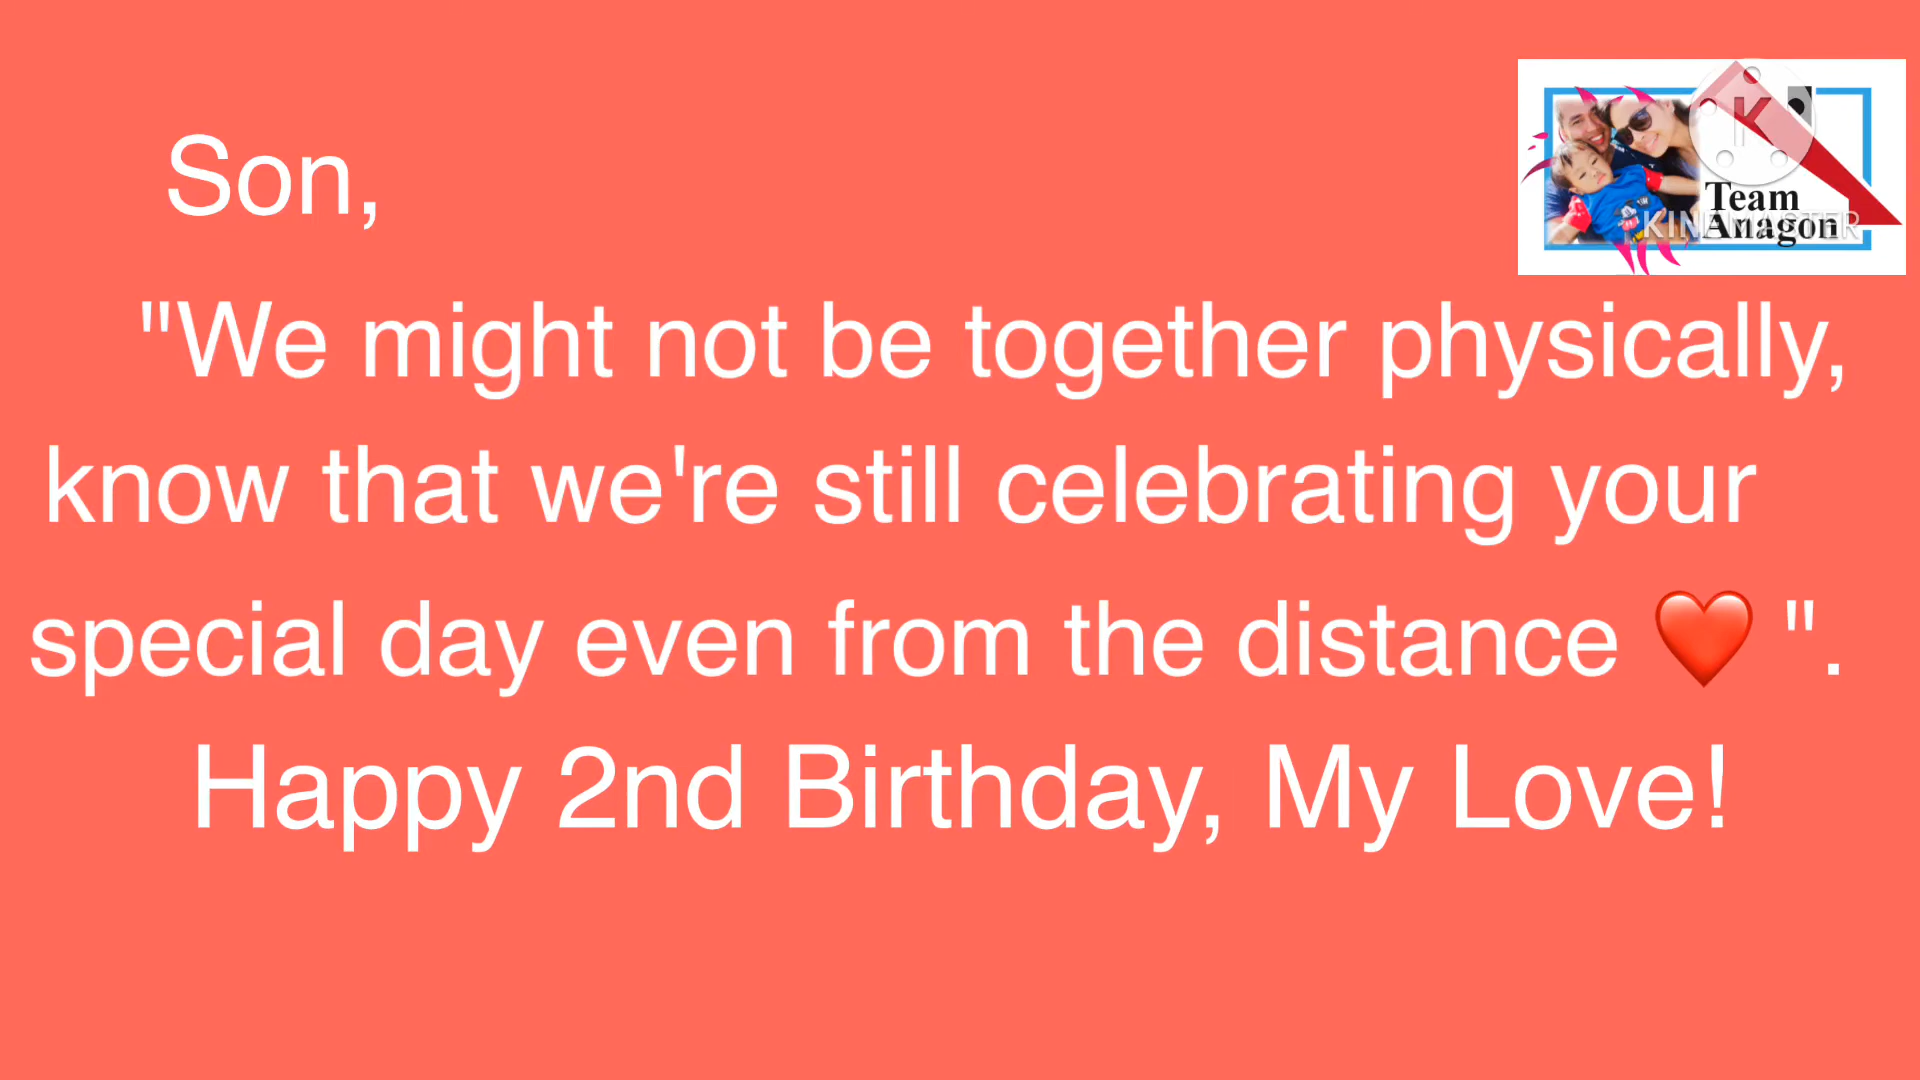 Son,
"We might not be together physically,
know that we're still celebrating your
special day even from the distance ❤️ ".
Happy 2nd Birthday, My Love!
Team
Anagon
KINEMASTER